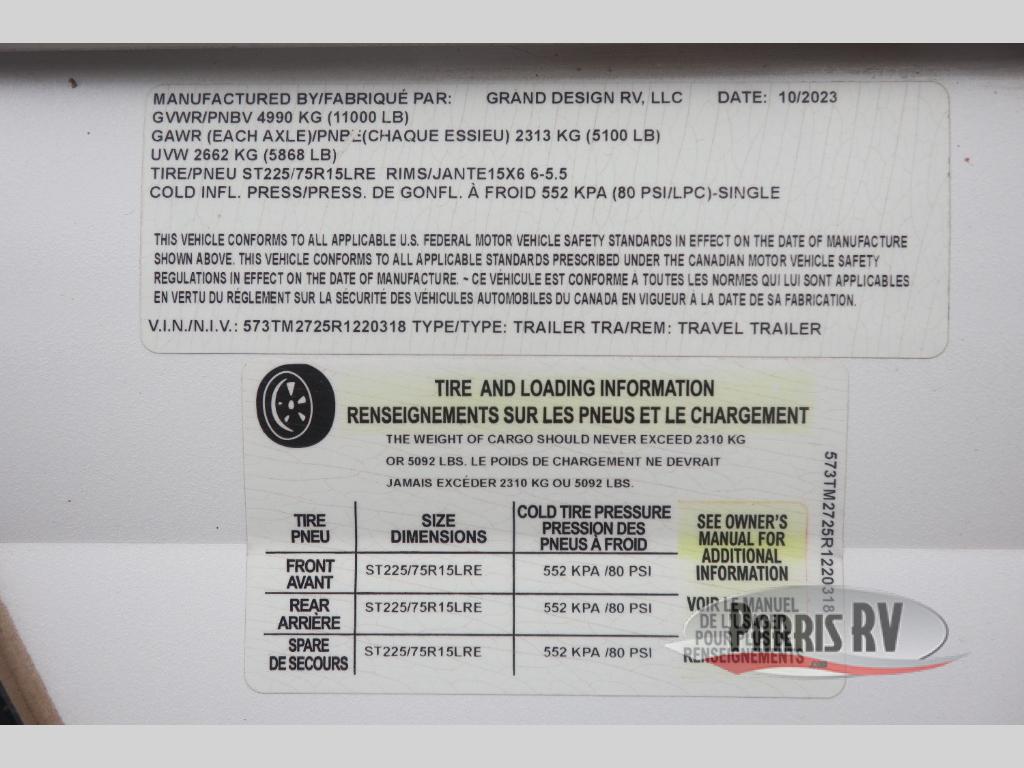 MANUFACTURED BY/FABRIQUÉ PAR: GRAND DESIGN RV, LLC DATE: 10/2023
GVWR/PNBV 4990 KG (11000 LB)
GAWR (EACH AXLE)/PNPE(CHAQUE ESSIEU) 2313 KG (5100 LB)
UVW 2662 KG (5868 LB)
TIRE/PNEU ST225/75R15LRE RIMS/JANTE15X6 6-5.5
COLD INFL. PRESS/PRESS. DE GONFL. À FROID 552 KPA (80 PSI/LPC)-SINGLE
THIS VEHICLE CONFORMS TO ALL APPLICABLE U.S. FEDERAL MOTOR VEHICLE SAFETY STANDARDS IN EFFECT ON THE DATE OF MANUFACTURE
SHOWN ABOVE. THIS VEHICLE CONFORMS TO ALL APPLICABLE STANDARDS PRESCRIBED UNDER THE CANADIAN MOTOR VEHICLE SAFETY
REGULATIONS IN EFFECT ON THE DATE OF MANUFACTURE. ~ CE VÉHICULE EST CONFORME À TOUTES LES NORMES QUI LUI SONT APPLICABLES
EN VERTU DU RÈGLEMENT SUR LA SÉCURITÉ DES VÉHICULES AUTOMOBILES DU CANADA EN VIGUEUR À LA DATE DE SA FABRICATION.
V.I.N./N.I.V.: 573TM2725R1220318 TYPE/TYPE: TRAILER TRA/REM: TRAVEL TRAILER
TIRE AND LOADING INFORMATION
RENSEIGNEMENTS SUR LES PNEUS ET LE CHARGEMENT
THE WEIGHT OF CARGO SHOULD NEVER EXCEED 2310 KG
OR 5092 LBS. LE POIDS DE CHARGEMENT NE DEVRAIT
JAMAIS EXCÉDER 2310 KG OU 5092 LBS.
TIRE
PNEU
SIZE
DIMENSIONS
COLD TIRE PRESSURE
PRESSION DES
PNEUS À FROID
FRONT
AVANT
ST225/75R15LRE
552 KPA /80 PSI
REAR
ARRIÈRE
ST225/75R15LRE
552 KPA /80 PSI
SPARE
DE SECOURS
ST225/75R15LRE
552 KPA /80 PSI
SEE OWNER'S
MANUAL FOR
ADDITIONAL
INFORMATION
VOIR LE MANUEL
DE
POUR PLUS DE
RENSEIGNEMENTS
573TM2725R1220318
PARRIS RV
.com